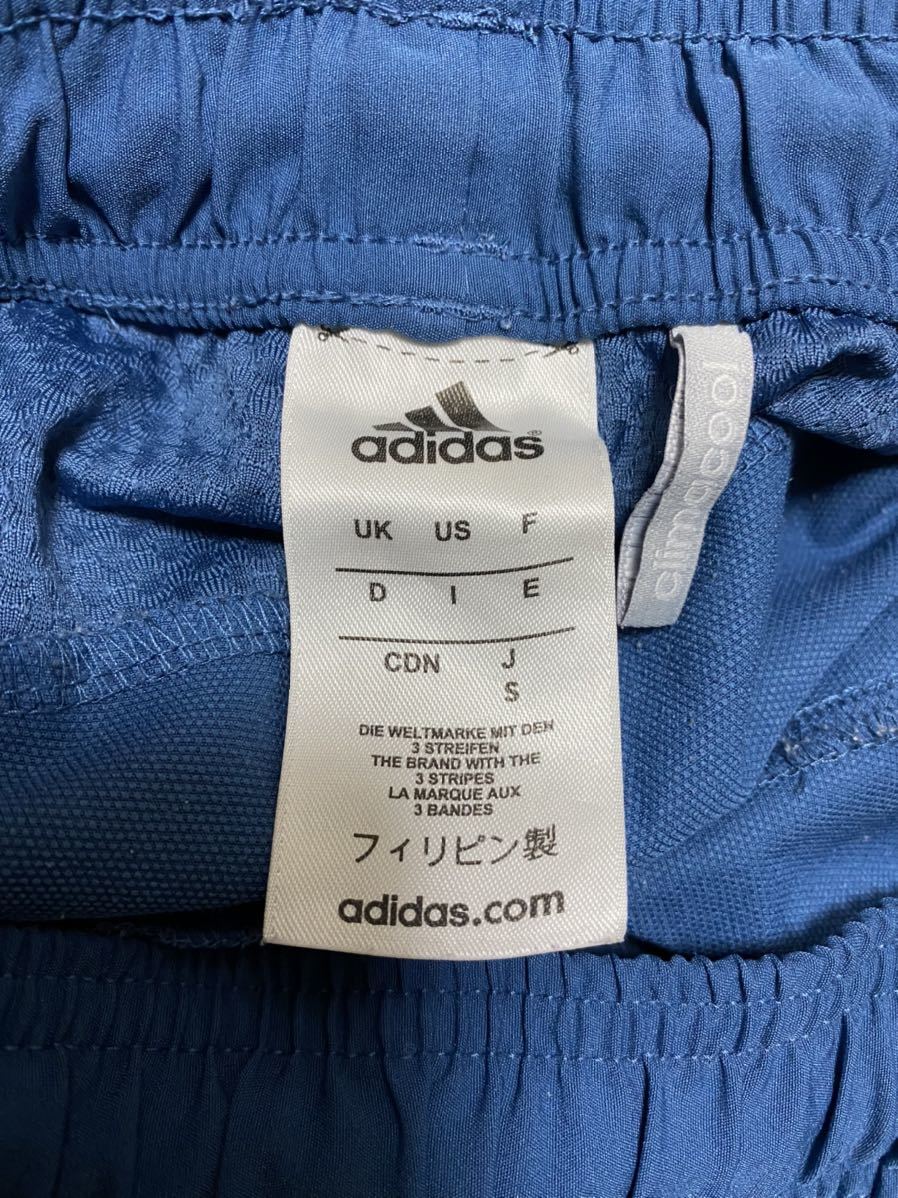 adidas®
UK US F
D I E
CDN J
S
DIE WELTMARKE MIT DEN
3 STREIFEN
THE BRAND WITH THE
3 STRIPES
LA MARQUE AUX
3 BANDES
フィリピン製
adidas.com
climacool